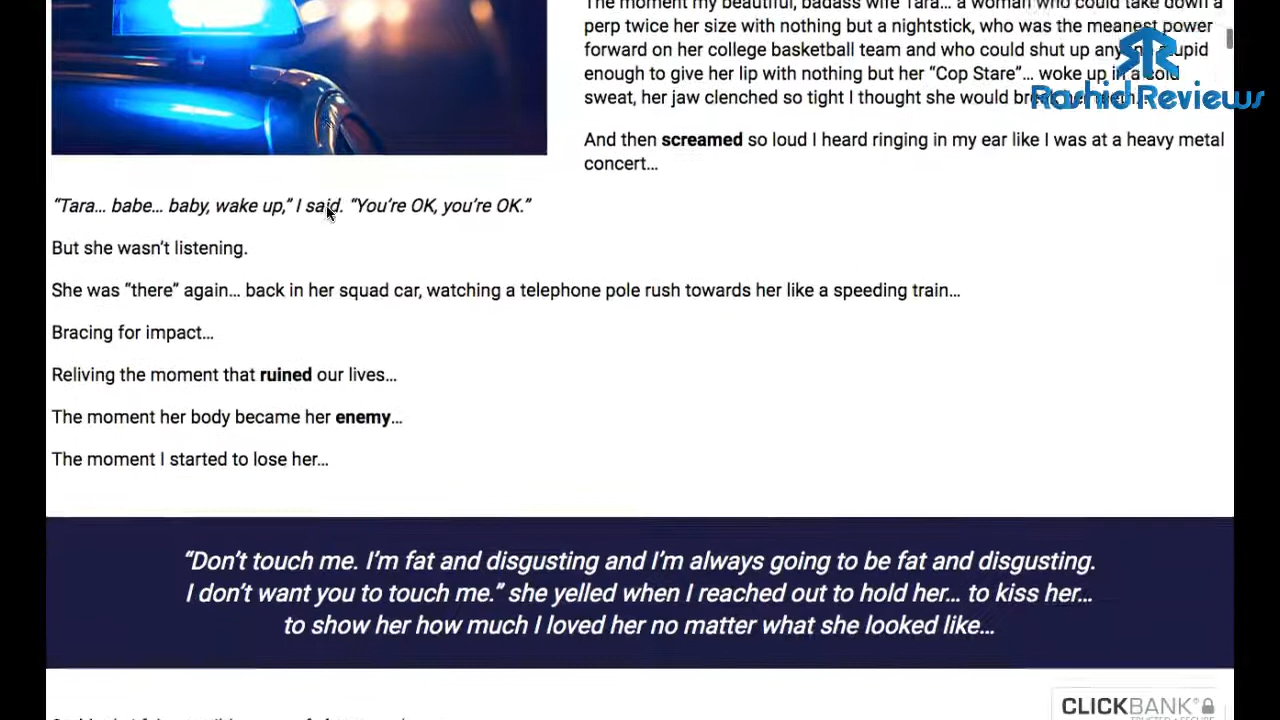 The moment my beautiful, badass wife Tara... a woman who could take down a
perp twice her size with nothing but a nightstick, who was the meanest power
forward on her college basketball team and who could shut up anyone stupid
enough to give her lip with nothing but her “Cop Stare”... woke up in a cold
sweat, her jaw clenched so tight I thought she would break her teeth...
Rashid Reviews
And then screamed so loud I heard ringing in my ear like I was at a heavy metal
concert...
“Tara... babe... baby, wake up,” I said. “You’re OK, you’re OK.”
But she wasn’t listening.
She was “there” again... back in her squad car, watching a telephone pole rush towards her like a speeding train...
Bracing for impact...
Reliving the moment that ruined our lives...
The moment her body became her enemy...
The moment I started to lose her...
“Don’t touch me. I’m fat and disgusting and I’m always going to be fat and disgusting.
I don’t want you to touch me.” she yelled when I reached out to hold her... to kiss her...
to show her how much I loved her no matter what she looked like...
CLICKBANK®